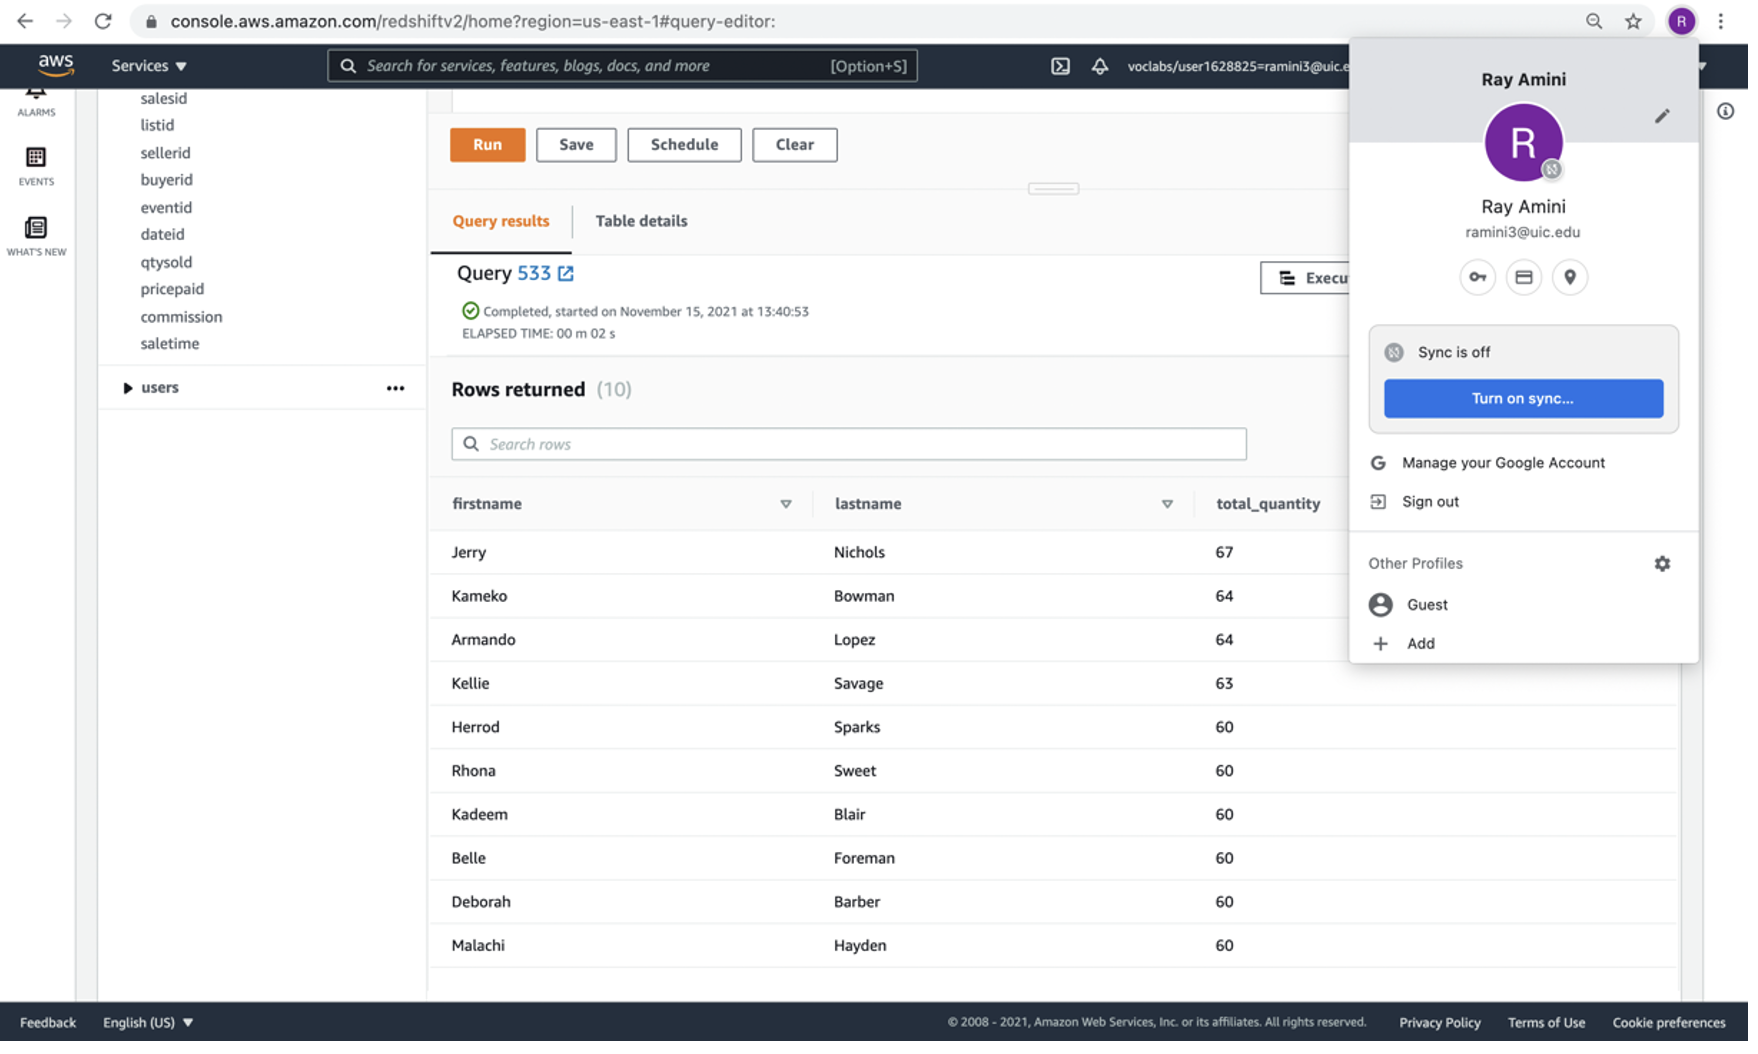 console.aws.amazon.com/redshiftv2/home?region=us-east-1#query-editor:
R
aws
Services
Search for services, features, blogs, docs, and more
[Option+S]
voclabs/user1628825=ramini3@uic.e
ALARMS
EVENTS
WHAT'S NEW
salesid
listid
sellerid
buyerid
eventid
dateid
qtysold
pricepaid
commission
saletime
users
Run
Save
Schedule
Clear
Query results
Table details
Query 533
Execu
Completed, started on November 15, 2021 at 13:40:53
ELAPSED TIME: 00 m 02 s
Rows returned (10)
Search rows
firstname lastname total_quantity
Jerry Nichols 67
Kameko Bowman 64
Armando Lopez 64
Kellie Savage 63
Herrod Sparks 60
Rhona Sweet 60
Kadeem Blair 60
Belle Foreman 60
Deborah Barber 60
Malachi Hayden 60
Ray Amini
R
Ray Amini
ramini3@uic.edu
Sync is off
Turn on sync...
G Manage your Google Account
Sign out
Other Profiles
Guest
Add
Feedback
English (US)
© 2008 - 2021, Amazon Web Services, Inc. or its affiliates. All rights reserved.
Privacy Policy
Terms of Use
Cookie preferences